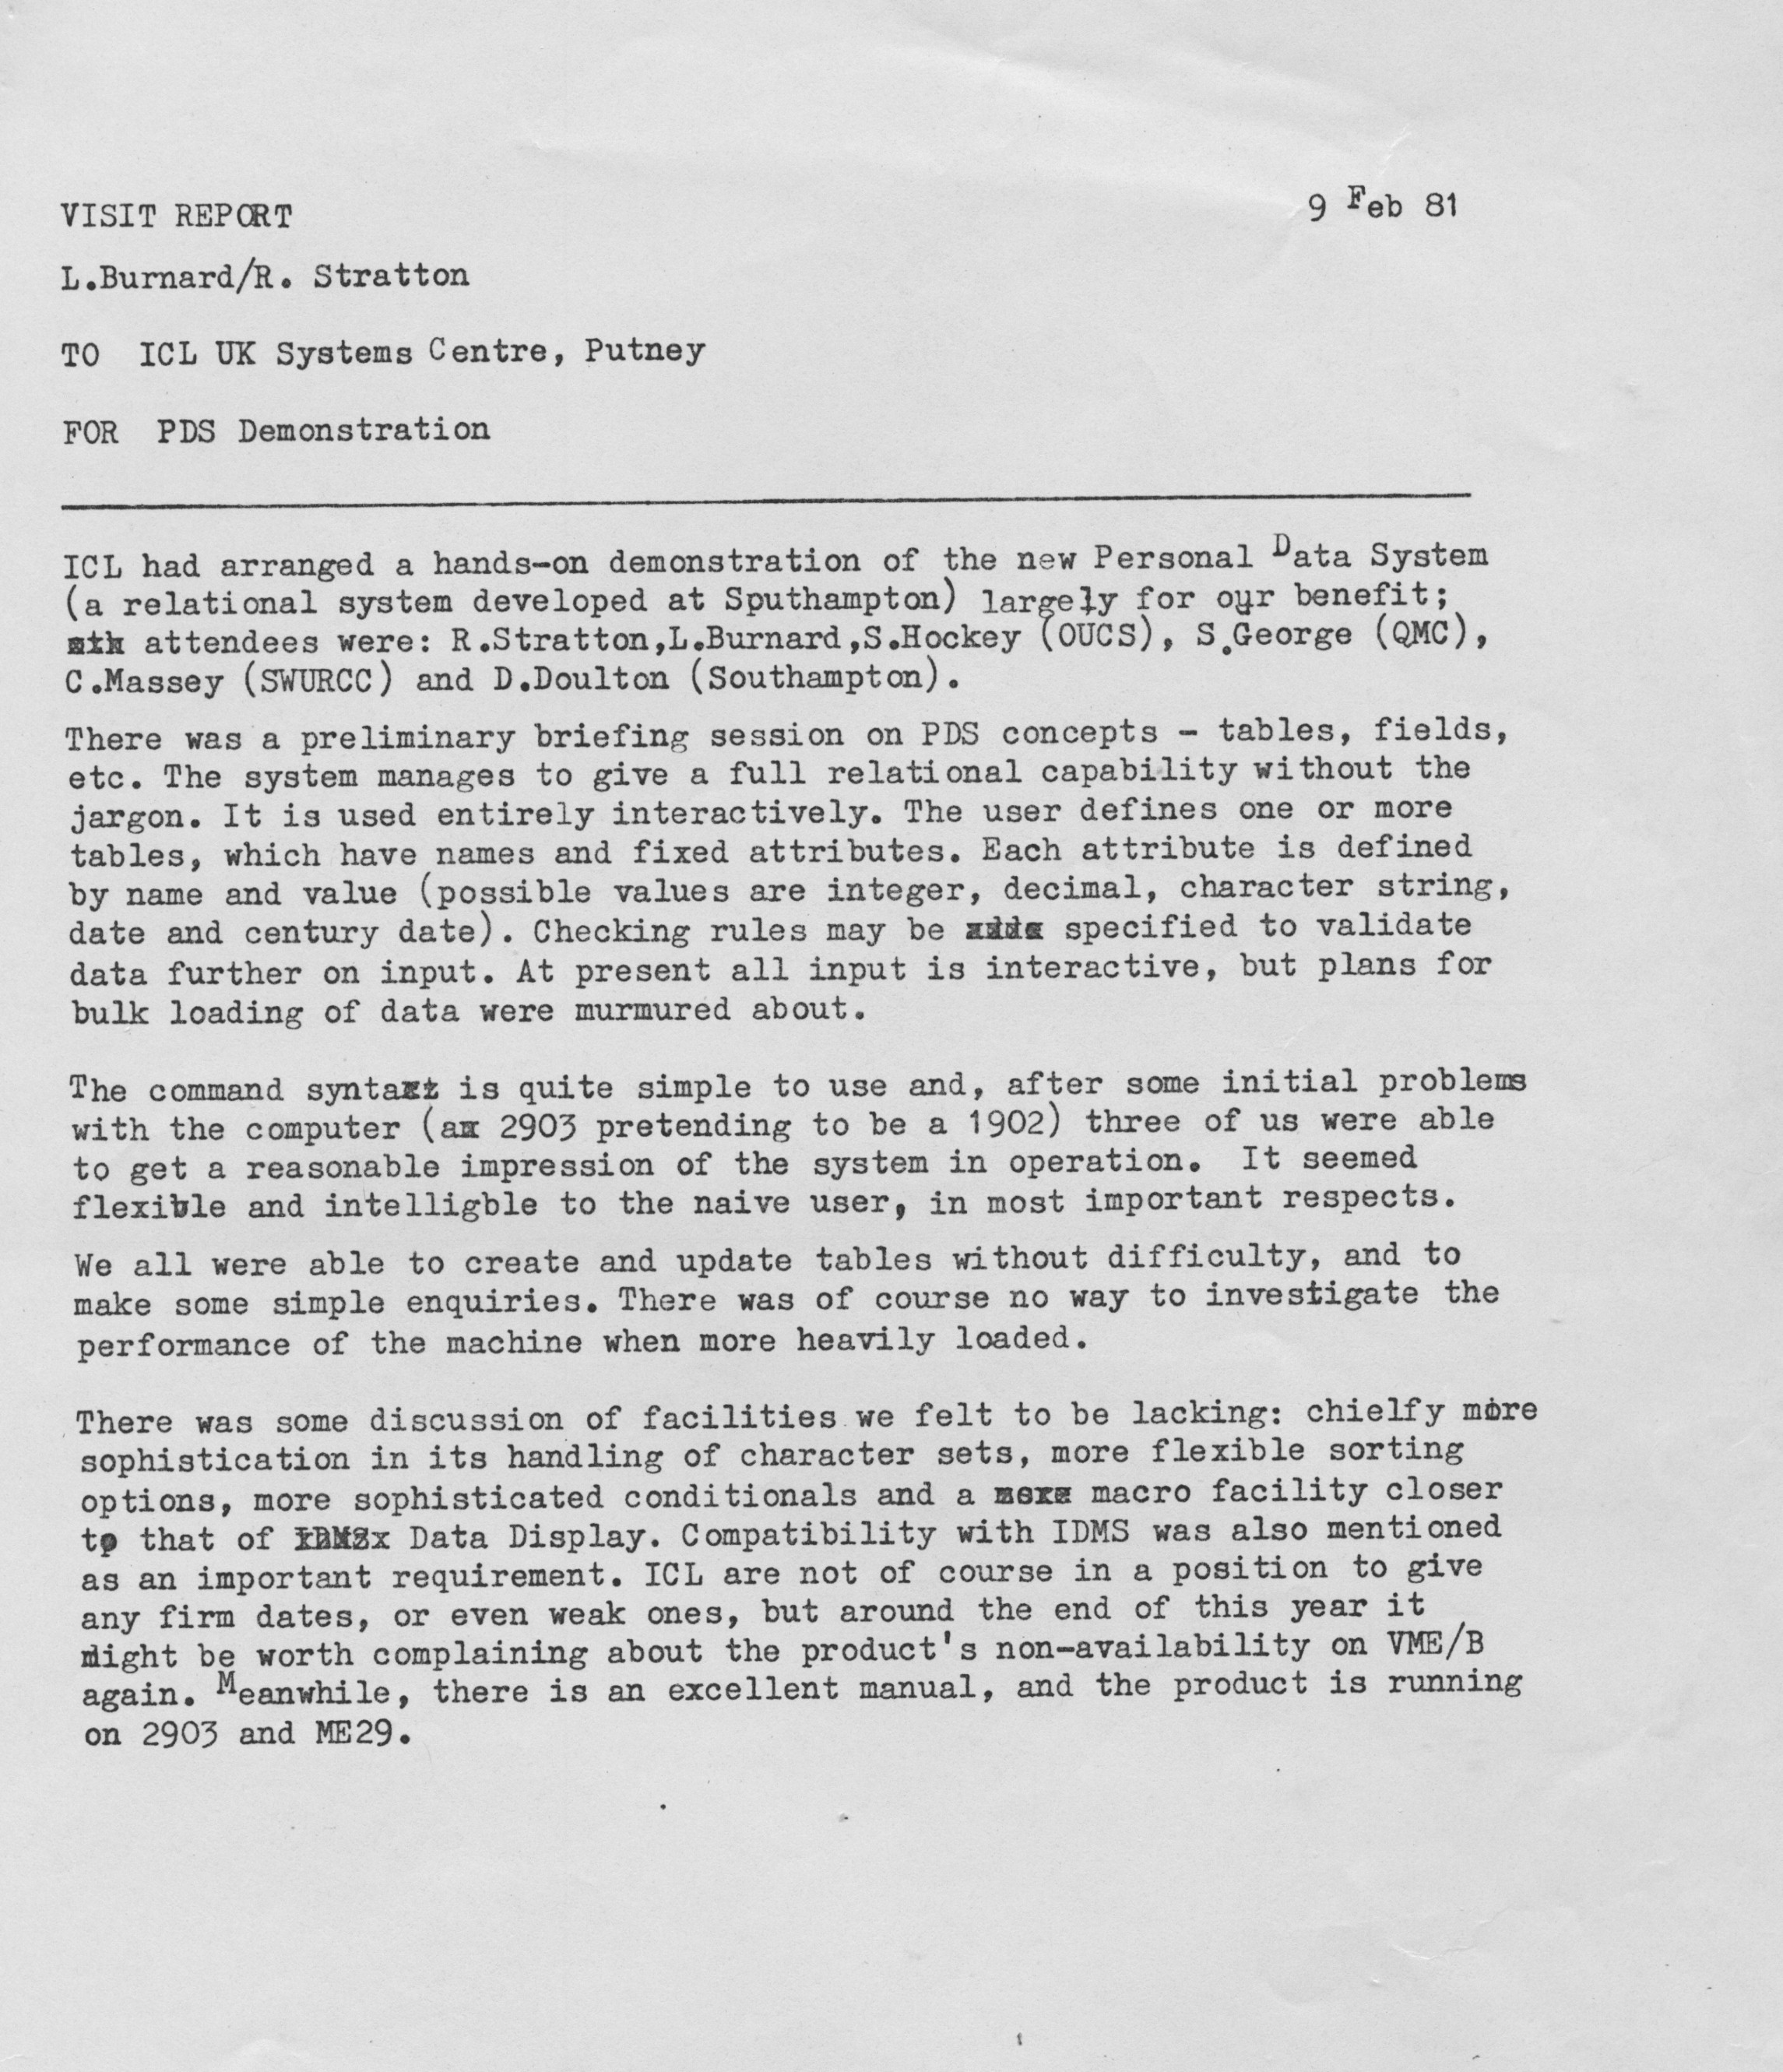 VISIT REPORT
9 Feb 81
L.Burnard/R. Stratton
TO ICL UK Systems Centre, Putney
FOR PDS Demonstration
ICL had arranged a hands-on demonstration of the new Personal Data System
(a relational system developed at Southampton) largely for our benefit;
attendees were: R.Stratton,L.Burnard,S.Hockey (OUCS), S.George (QMC),
C.Massey (SWURCC) and D.Doulton (Southampton).
There was a preliminary briefing session on PDS concepts - tables, fields,
etc. The system manages to give a full relational capability without the
jargon. It is used entirely interactively. The user defines one or more
tables, which have names and fixed attributes. Each attribute is defined
by name and value (possible values are integer, decimal, character string,
date and century date). Checking rules may be specified to validate
data further on input. At present all input is interactive, but plans for
bulk loading of data were murmured about.
The command syntax is quite simple to use and, after some initial problems
with the computer (a 2903 pretending to be a 1902) three of us were able
to get a reasonable impression of the system in operation. It seemed
flexible and intelligble to the naive user, in most important respects.
We all were able to create and update tables without difficulty, and to
make some simple enquiries. There was of course no way to investigate the
performance of the machine when more heavily loaded.
There was some discussion of facilities we felt to be lacking: chielfy more
sophistication in its handling of character sets, more flexible sorting
options, more sophisticated conditionals and a macro facility closer
to that of Data Display. Compatibility with IDMS was also mentioned
as an important requirement. ICL are not of course in a position to give
any firm dates, or even weak ones, but around the end of this year it
might be worth complaining about the product's non-availability on VME/B
again. Meanwhile, there is an excellent manual, and the product is running
on 2903 and ME29.